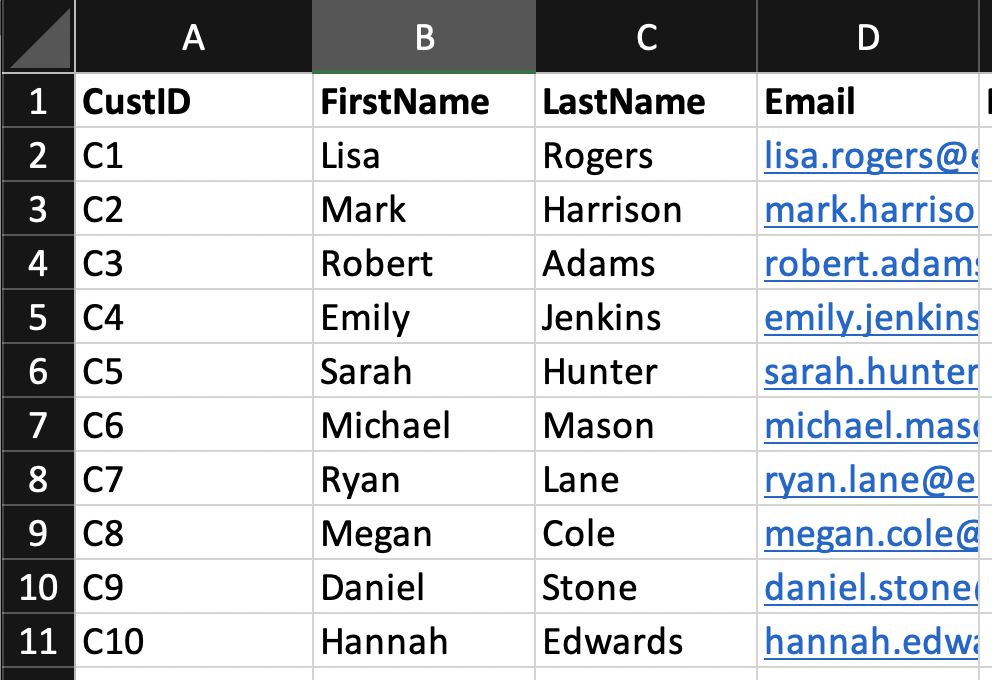 A B C D
1 CustID FirstName LastName Email
2 C1 Lisa Rogers lisa.rogers@
3 C2 Mark Harrison mark.harriso
4 C3 Robert Adams robert.adam
5 C4 Emily Jenkins emily.jenkins
6 C5 Sarah Hunter sarah.hunter
7 C6 Michael Mason michael.mas
8 C7 Ryan Lane ryan.lane@e
9 C8 Megan Cole megan.cole@
10 C9 Daniel Stone daniel.stone
11 C10 Hannah Edwards hannah.edw